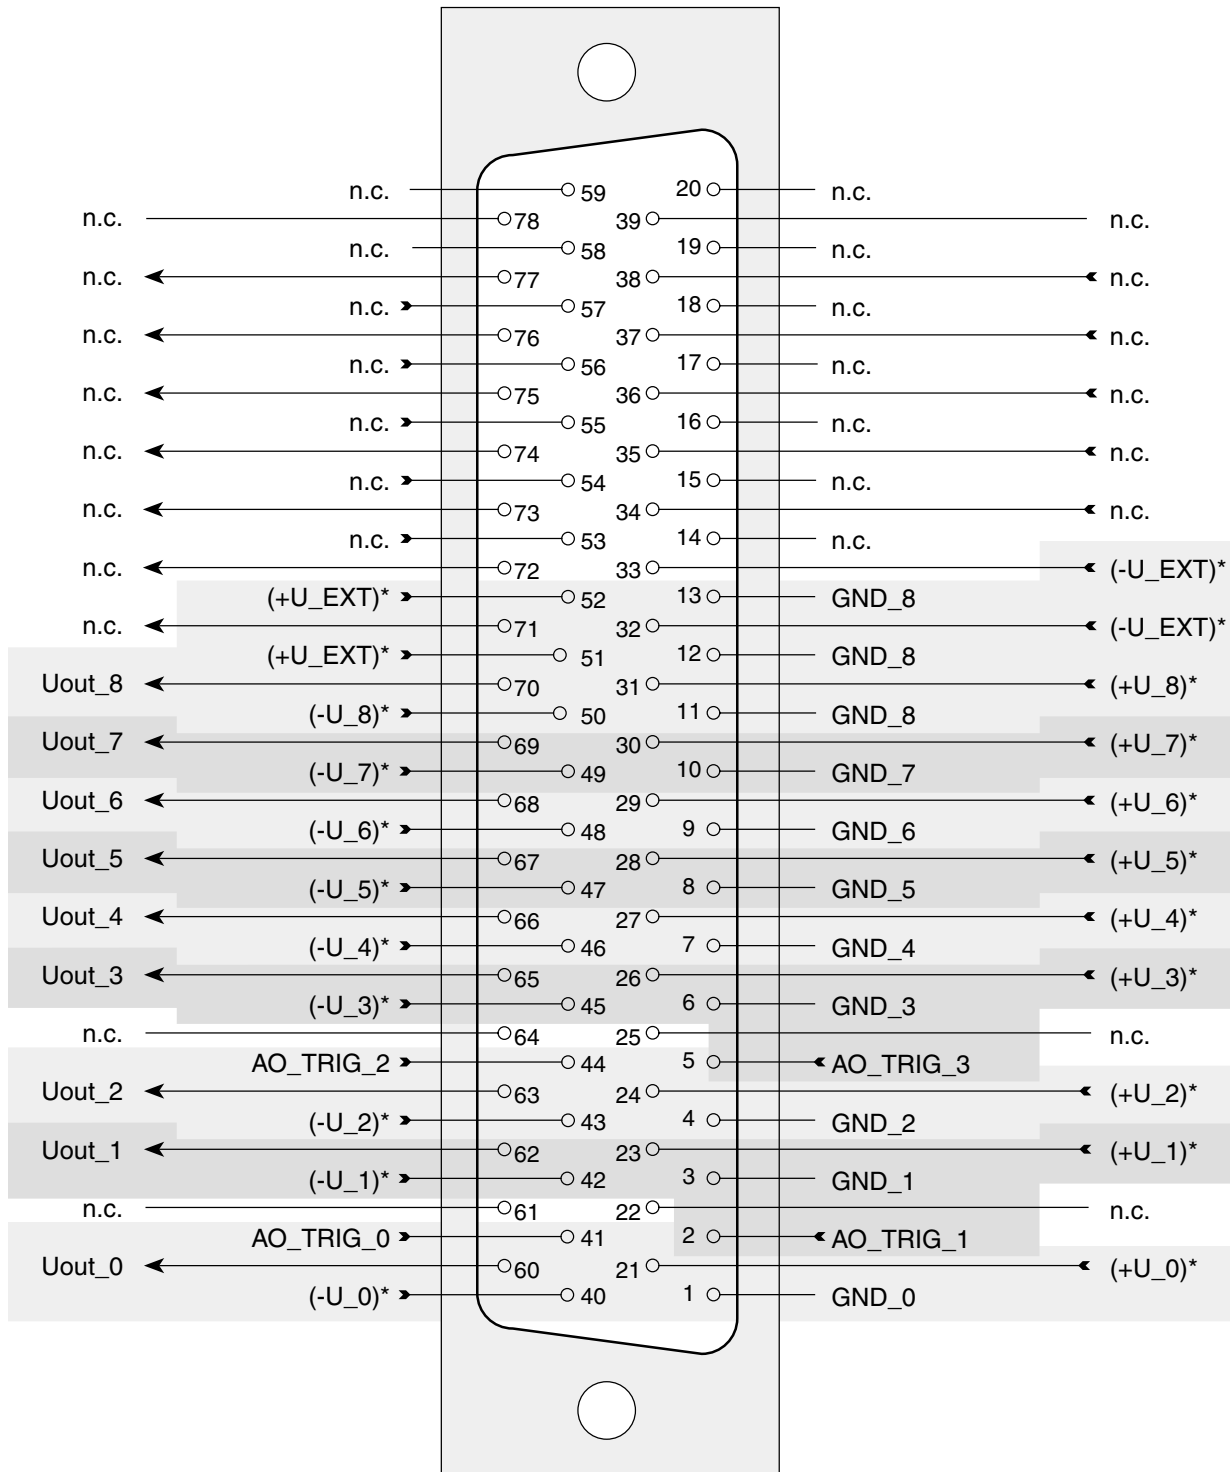 n.c. 59 20 n.c.
n.c. 78 39 n.c.
n.c. 58 19 n.c.
n.c. 77 38 n.c.
n.c. 57 18 n.c.
n.c. 76 37 n.c.
n.c. 56 17 n.c.
n.c. 75 36 n.c.
n.c. 55 16 n.c.
n.c. 74 35 n.c.
n.c. 54 15 n.c.
n.c. 73 34 n.c.
n.c. 53 14 n.c.
n.c. 72 33 (-U_EXT)*
(+U_EXT)* 52 13 GND_8
n.c. 71 32 (-U_EXT)*
(+U_EXT)* 51 12 GND_8
Uout_8 70 31 (+U_8)*
(-U_8)* 50 11 GND_8
Uout_7 69 30 (+U_7)*
(-U_7)* 49 10 GND_7
Uout_6 68 29 (+U_6)*
(-U_6)* 48 9 GND_6
Uout_5 67 28 (+U_5)*
(-U_5)* 47 8 GND_5
Uout_4 66 27 (+U_4)*
(-U_4)* 46 7 GND_4
Uout_3 65 26 (+U_3)*
(-U_3)* 45 6 GND_3
n.c. 64 25 n.c.
AO_TRIG_2 44 5 AO_TRIG_3
Uout_2 63 24 (+U_2)*
(-U_2)* 43 4 GND_2
Uout_1 62 23 (+U_1)*
(-U_1)* 42 3 GND_1
n.c. 61 22 n.c.
AO_TRIG_0 41 2 AO_TRIG_1
Uout_0 60 21 (+U_0)*
(-U_0)* 40 1 GND_0